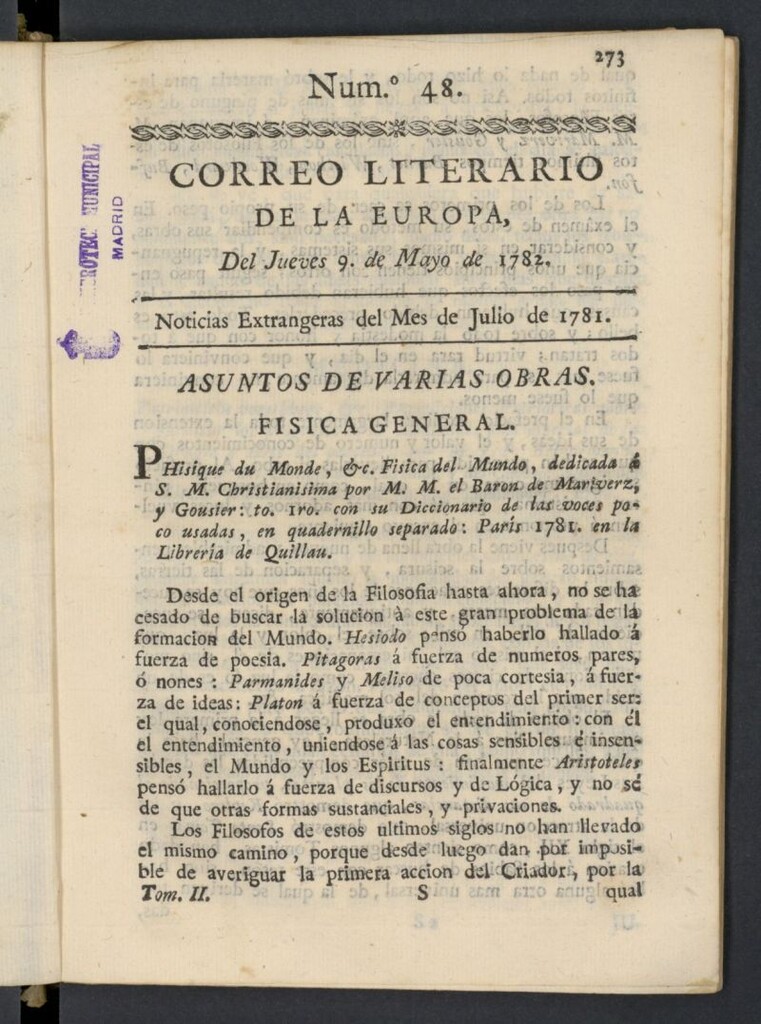 273
Num.º 48.
CORREO LITERARIO
DE LA EUROPA,
Del Jueves 9. de Mayo de 1782.
Noticias Extrangeras del Mes de Julio de 1781.
ASUNTOS DE VARIAS OBRAS.
FISICA GENERAL.
PHisique du Monde, &c. Fisica del Mundo, dedicada á
S. M. Christianisima por M. M. el Baron de Marivverz,
y Gousier: to. 1ro. con su Diccionario de las voces po-
co usadas, en quadernillo separado: París 1781. en la
Librería de Quillau.
Desde el origen de la Filosofia hasta ahora, no se ha
cesado de buscar la solucion à este gran problema de la
formacion del Mundo. Hesiodo pensó haberlo hallado á
fuerza de poesia. Pitagoras á fuerza de numeros pares,
ó nones: Parmanides y Meliso de poca cortesia, á fuer-
za de ideas: Platon á fuerza de conceptos del primer ser:
el qual, conociendose, produxo el entendimiento: con él
el entendimiento, uniendose á las cosas sensibles é insen-
sibles, el Mundo y los Espiritus: finalmente Aristoteles
pensó hallarlo á fuerza de discursos y de Lógica, y no sé
de que otras formas sustanciales, y privaciones.
Los Filosofos de estos ultimos siglos no han llevado
el mismo camino, porque desde luego dan por imposi-
ble de averiguar la primera accion del Criador, por la
Tom. II. S qual
MUNICIPAL
MADRID